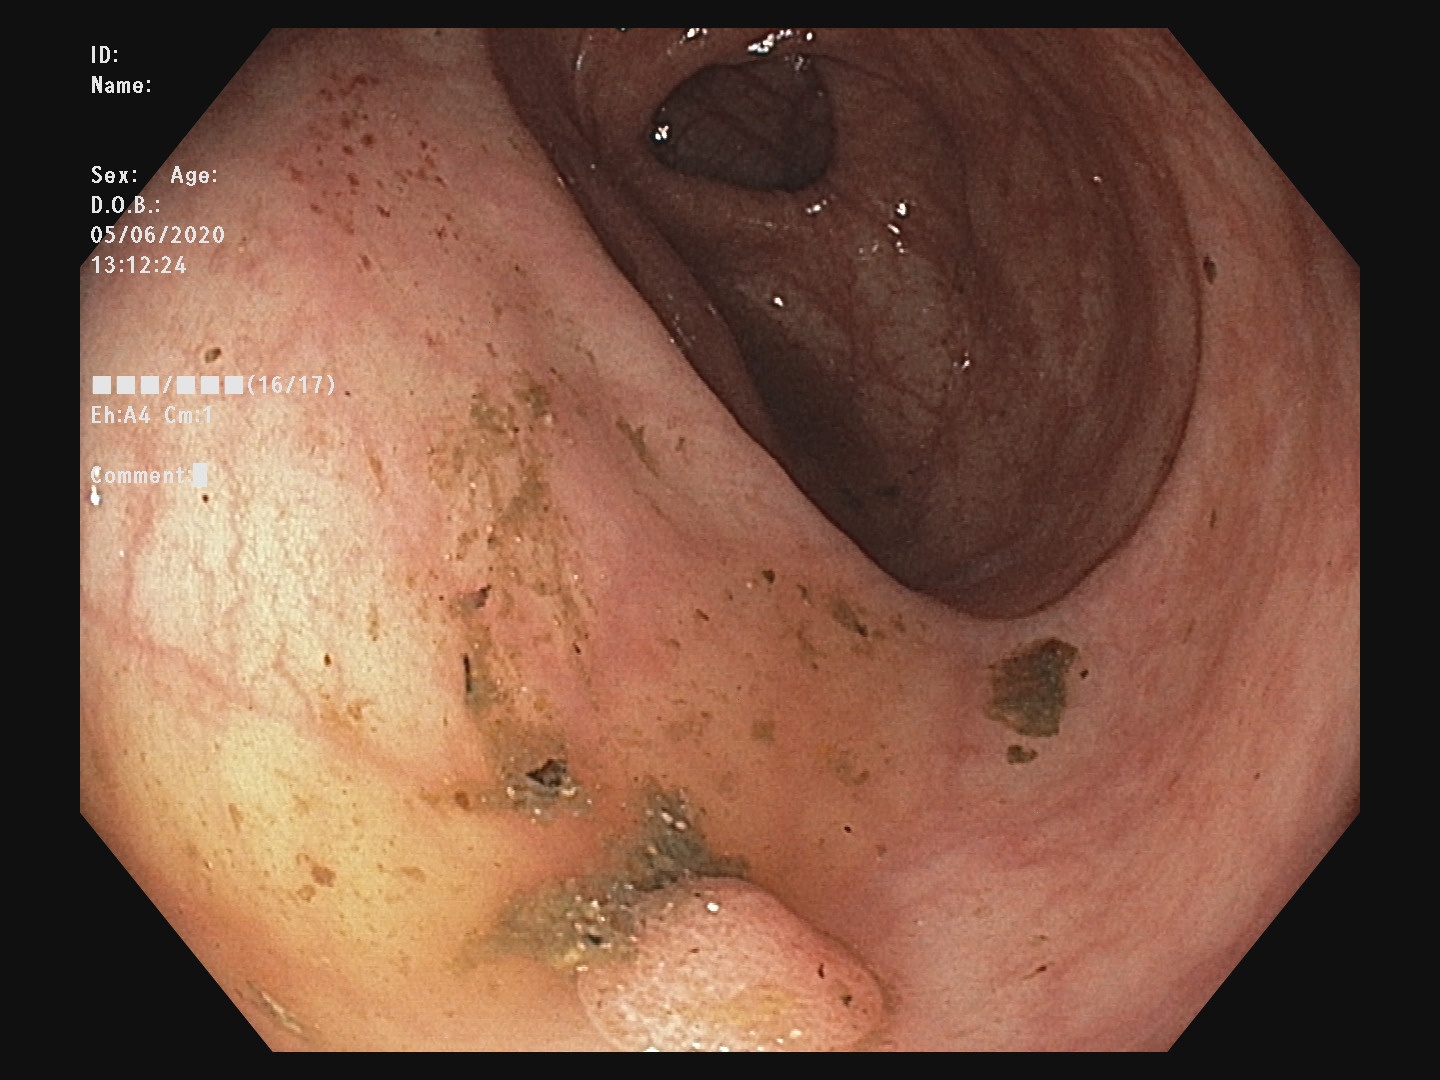 ID:
Name:
Sex: Age:
D.O.B.:
05/06/2020
13:12:24
■■■/■■■(16/17)
Eh:A4 Cm:1
Comment: